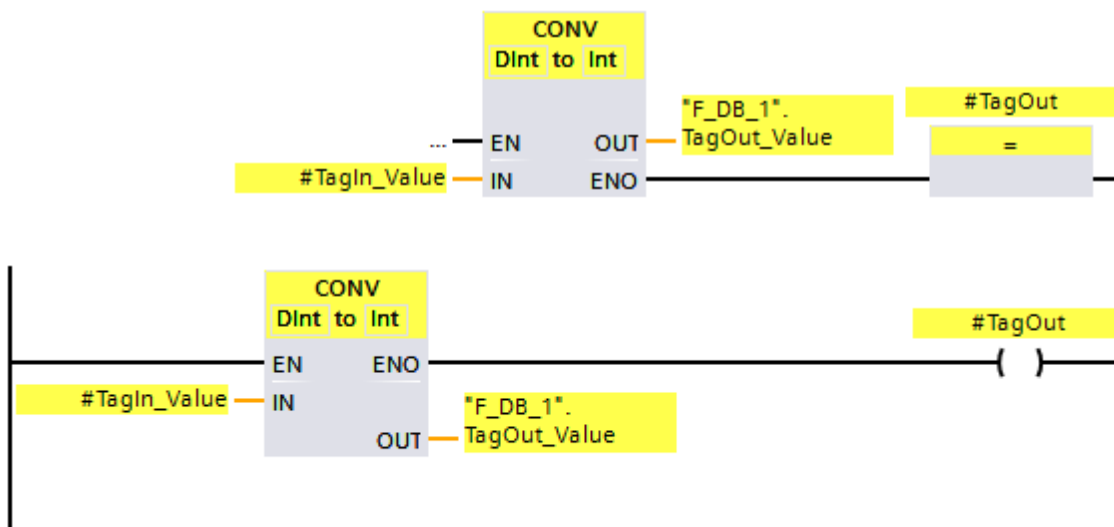 CONV
DInt to Int
"F_DB_1".
TagOut_Value
#TagOut
... EN OUT
=
#TagIn_Value IN ENO
CONV
DInt to Int
#TagOut
EN ENO
( )
#TagIn_Value IN
"F_DB_1".
OUT TagOut_Value